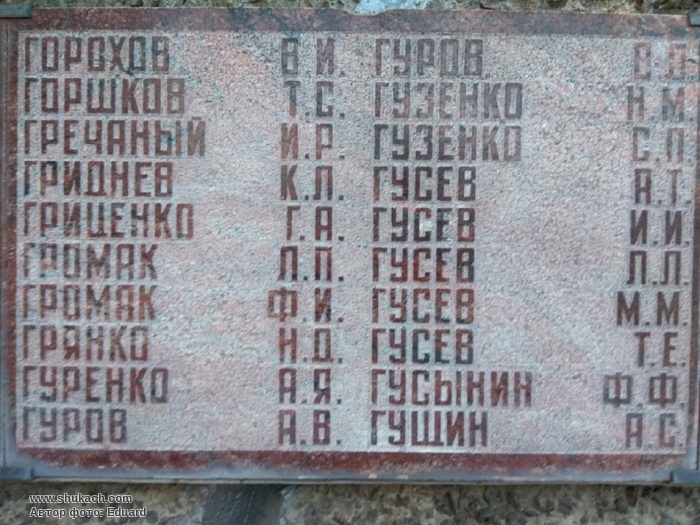 ГОРОХОВ В.И.
ГОРШКОВ Т.С.
ГРЕЧАНЫЙ И.Р.
ГРИДНЕВ К.Л.
ГРИЦЕНКО Г.А.
ГРОМАК Л.П.
ГРОМЯК Ф.И.
ГРЯНКО Н.Д.
ГУРЕНКО А.Я.
ГУРОВ А.В.
ГУРОВ С.С.
ГУЗЕНКО Н.М
ГУЗЕНКО С.П
ГУСЕВ А.Т.
ГУСЕВ И.И.
ГУСЕВ Л.Л.
ГУСЕВ М.М.
ГУСЕВ Т.Е.
ГУСЫНИН Ф.Ф
ГУЩИН А.С.
www.shukach.com
Автор фото: Eduard